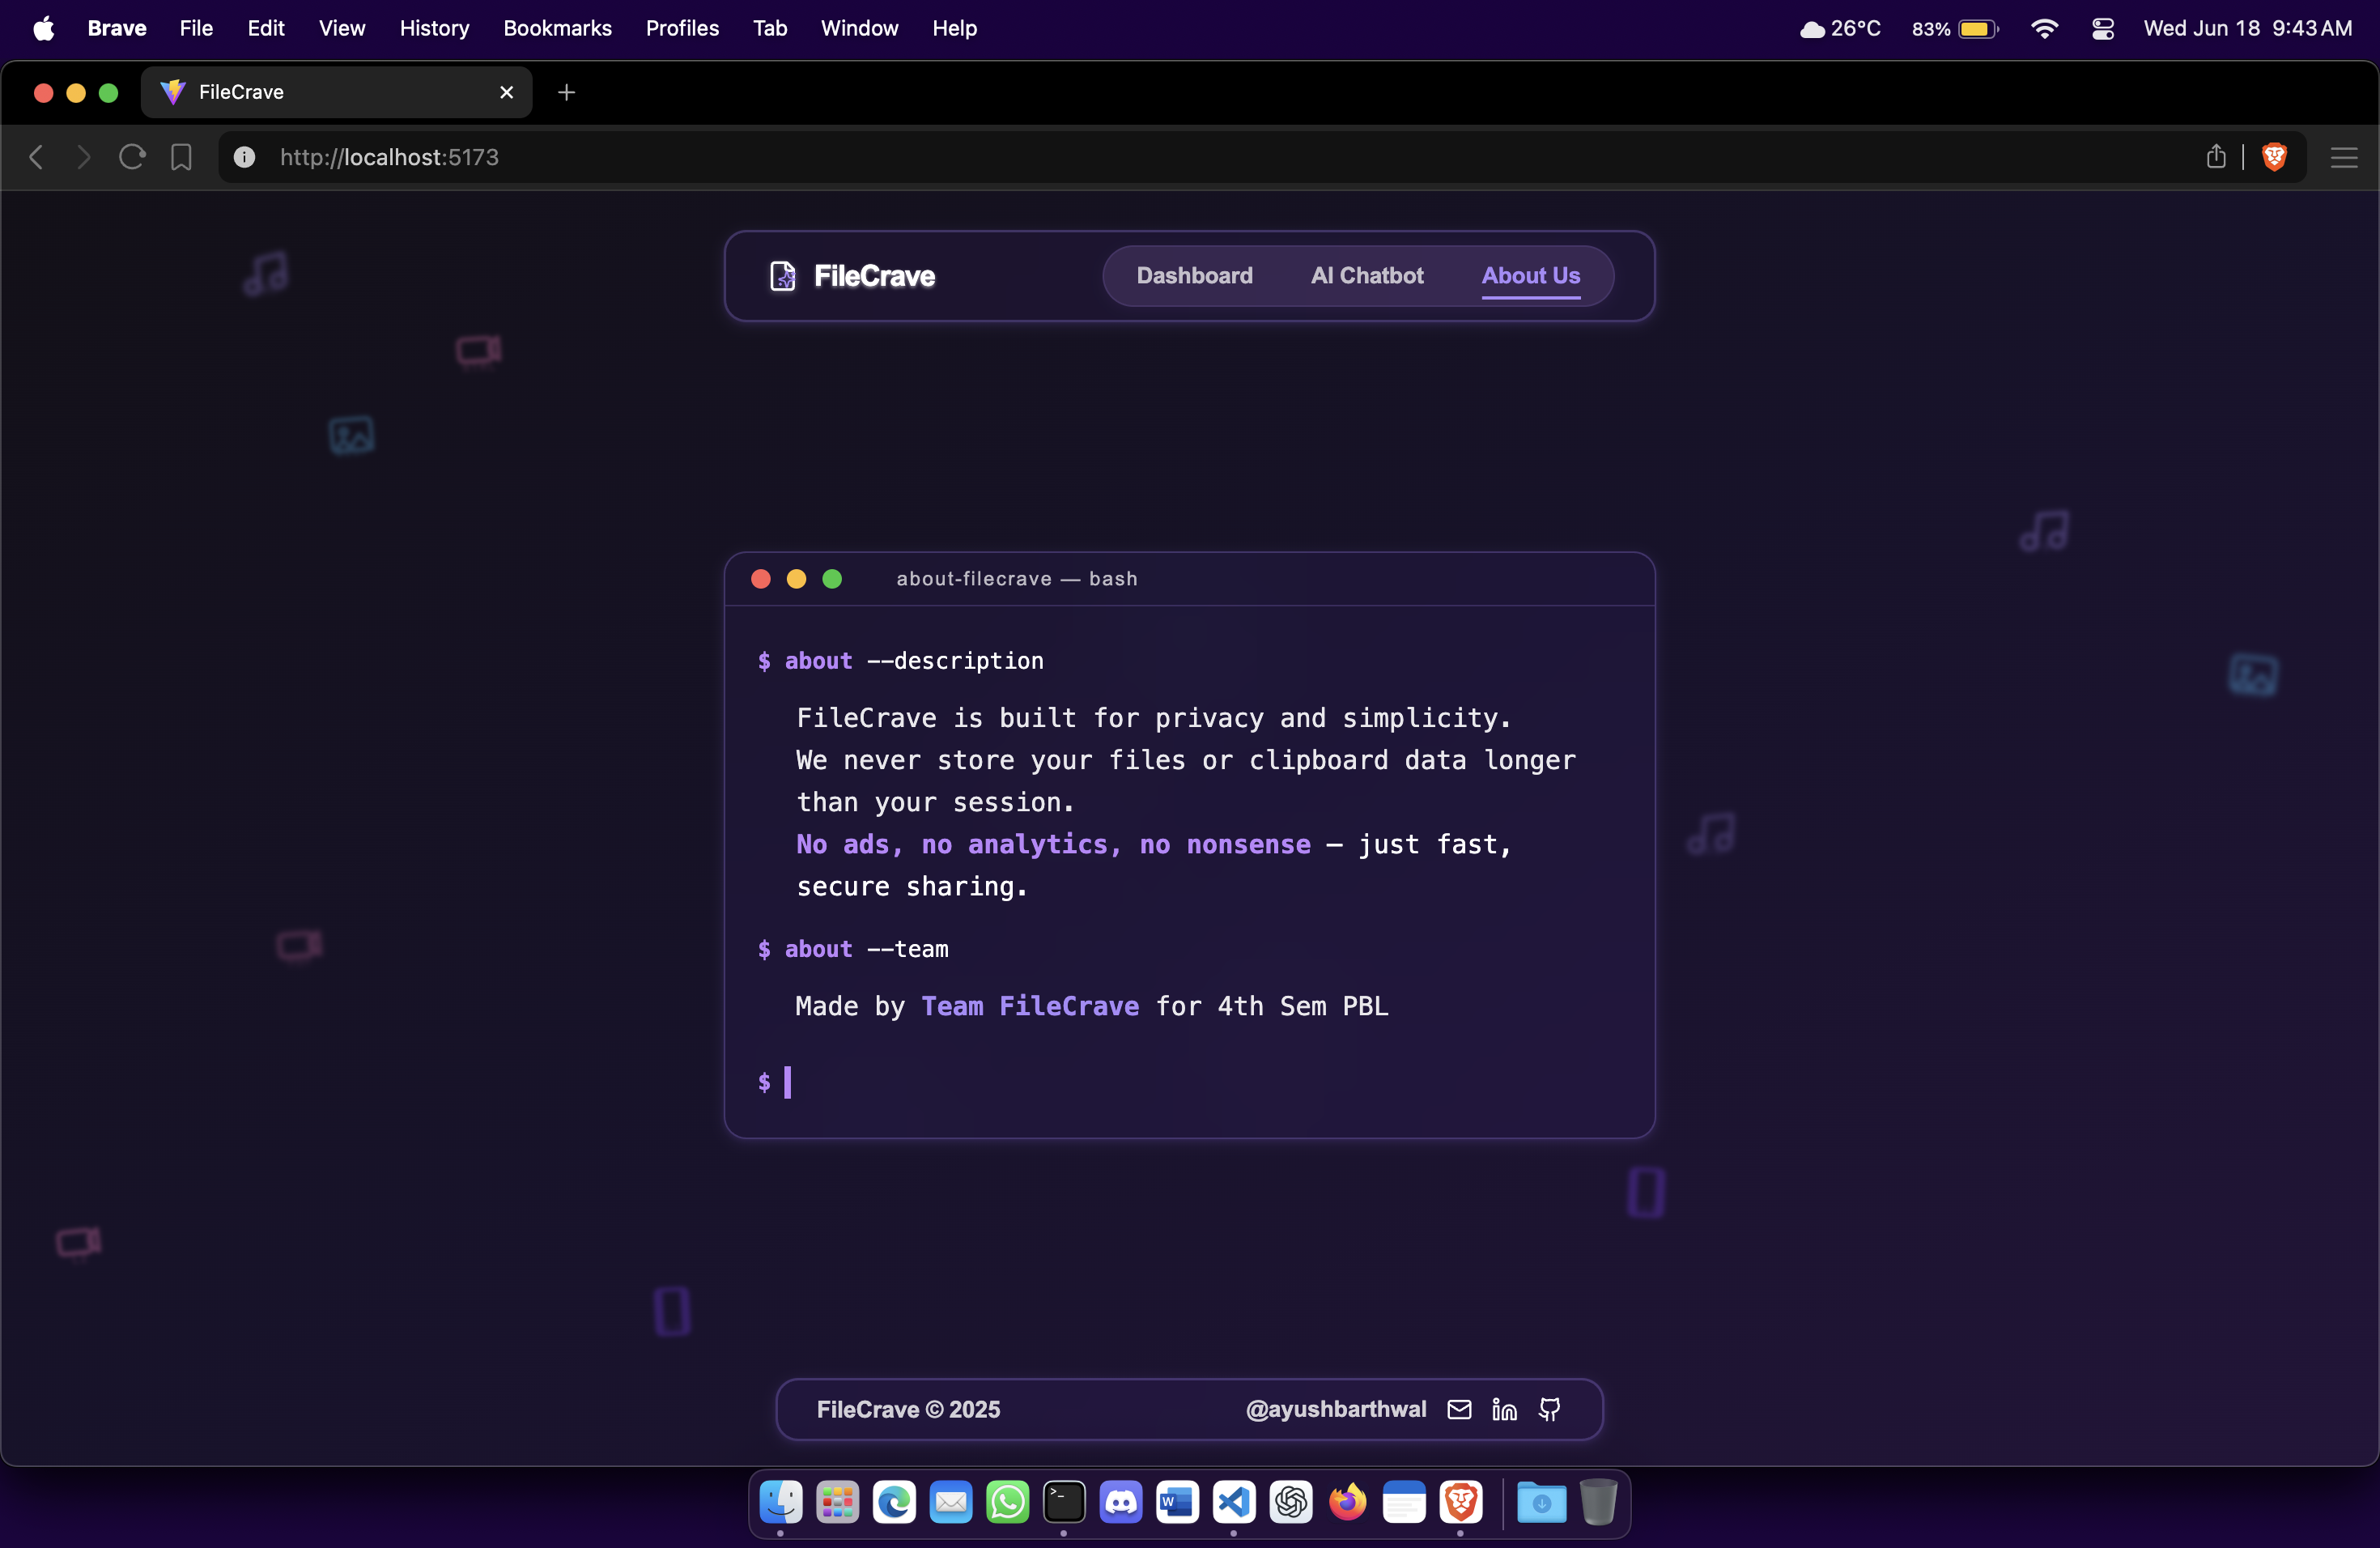 Brave File Edit View History Bookmarks Profiles Tab Window Help 26°C 83% Wed Jun 18 9:43 AM
FileCrave
http://localhost:5173
FileCrave Dashboard AI Chatbot About Us
about-filecrave — bash
$ about --description
FileCrave is built for privacy and simplicity.
We never store your files or clipboard data longer
than your session.
No ads, no analytics, no nonsense — just fast,
secure sharing.
$ about --team
Made by Team FileCrave for 4th Sem PBL
$
FileCrave © 2025 @ayushbarthwal